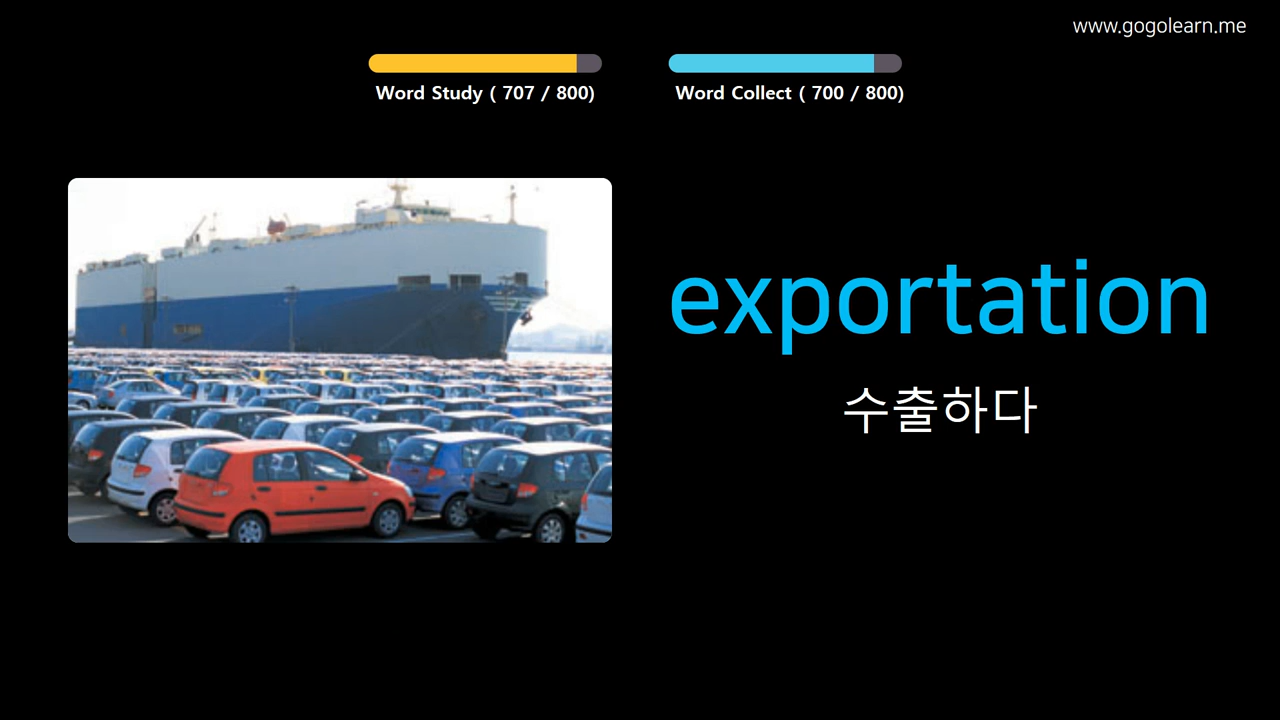 www.gogolearn.me
Word Study ( 707 / 800)
Word Collect ( 700 / 800)
exportation
수출하다